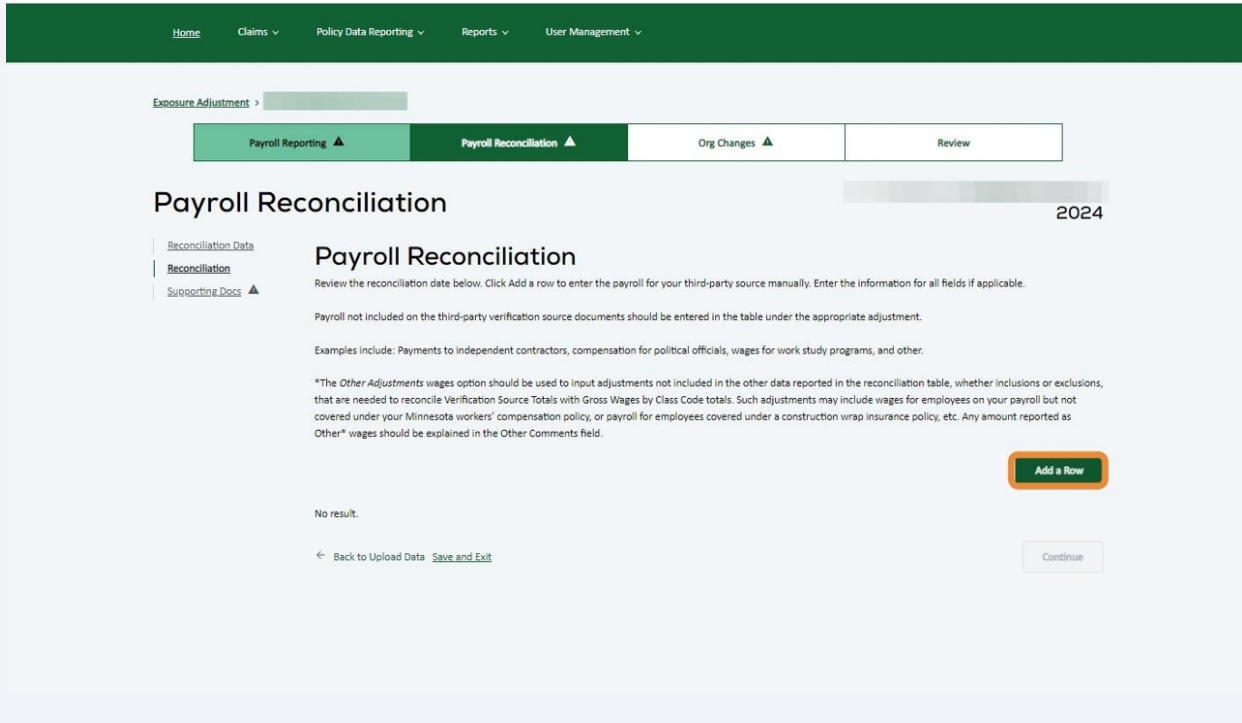 Home Claims Policy Data Reporting Reports User Management
Exposure Adjustment >
Payroll Reporting Payroll Reconciliation Org Changes Review
Payroll Reconciliation
2024
Reconciliation Data
Reconciliation
Supporting Docs
Payroll Reconciliation
Review the reconciliation date below. Click Add a row to enter the payroll for your third-party source manually. Enter the information for all fields if applicable.
Payroll not included on the third-party verification source documents should be entered in the table under the appropriate adjustment.
Examples include: Payments to independent contractors, compensation for political officials, wages for work study programs, and other.
*The Other Adjustments wages option should be used to input adjustments not included in the other data reported in the reconciliation table, whether inclusions or exclusions,
that are needed to reconcile Verification Source Totals with Gross Wages by Class Code totals. Such adjustments may include wages for employees on your payroll but not
covered under your Minnesota workers' compensation policy, or payroll for employees covered under a construction wrap insurance policy, etc. Any amount reported as
Other* wages should be explained in the Other Comments field.
Add a Row
No result.
← Back to Upload Data Save and Exit
Continue